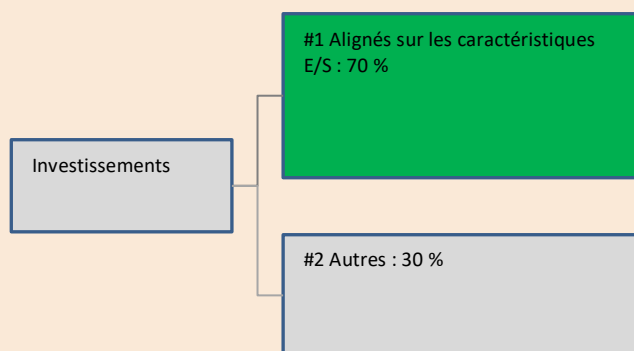 #1 Alignés sur les caractéristiques
E/S : 70 %
Investissements
#2 Autres : 30 %